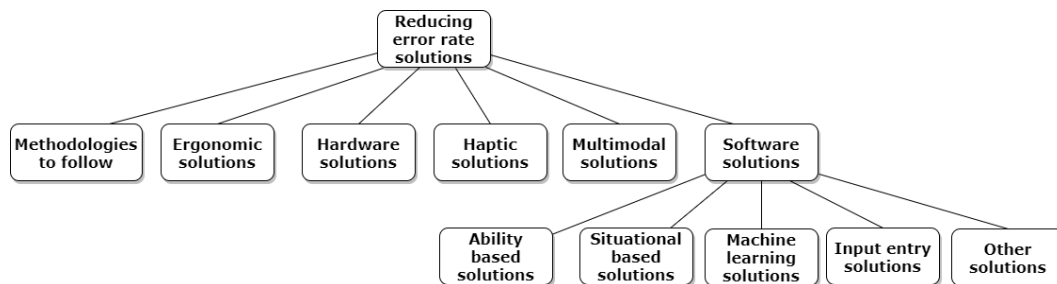 Reducing
error rate
solutions
Methodologies
to follow
Ergonomic
solutions
Hardware
solutions
Haptic
solutions
Multimodal
solutions
Software
solutions
Ability
based
solutions
Situational
based
solutions
Machine
learning
solutions
Input entry
solutions
Other
solutions